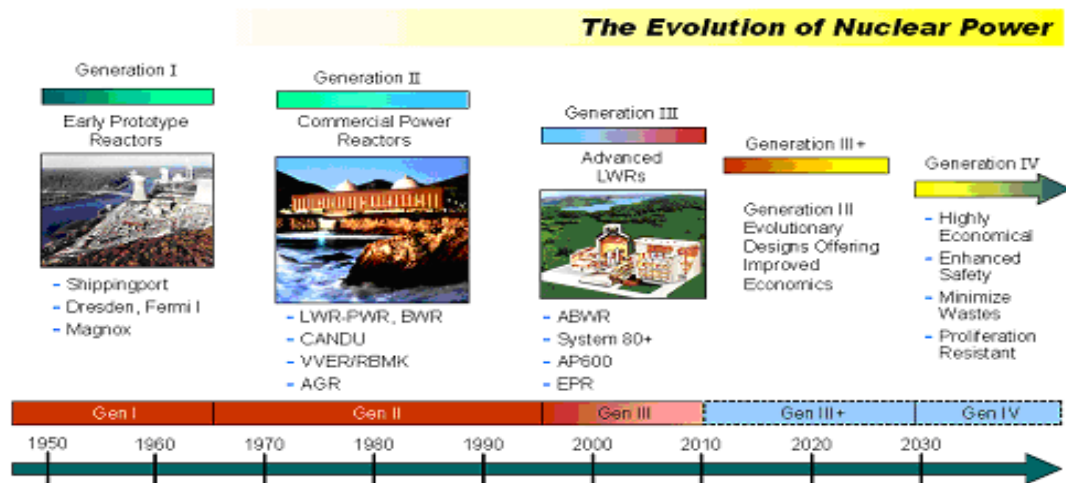 The Evolution of Nuclear Power
Generation I
Early Prototype
Reactors
- Shippingport
- Dresden, Fermi I
- Magnox
Generation II
Commercial Power
Reactors
- LWR-PWR, BWR
- CANDU
- VVER/RBMK
- AGR
Generation III
Advanced
LWRs
- ABWR
- System 80+
- AP600
- EPR
Generation III+
Generation III
Evolutionary
Designs Offering
Improved
Economics
Generation IV
- Highly
Economical
- Enhanced
Safety
- Minimize
Wastes
- Proliferation
Resistant
Gen I
Gen II
Gen III
Gen III+
Gen IV
1950
1960
1970
1980
1990
2000
2010
2020
2030